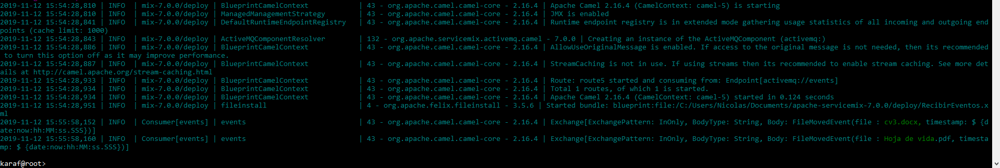 2019-11-12 15:54:28,810 | INFO  | mix-7.0.0/deploy | BlueprintCamelContext            | 43 - org.apache.camel.camel-core - 2.16.4 | Apache Camel 2.16.4 (CamelContext: camel-5) is starting
2019-11-12 15:54:28,810 | INFO  | mix-7.0.0/deploy | ManagedManagementStrategy        | 43 - org.apache.camel.camel-core - 2.16.4 | JMX is enabled
2019-11-12 15:54:28,841 | INFO  | mix-7.0.0/deploy | DefaultRuntimeEndpointRegistry   | 43 - org.apache.camel.camel-core - 2.16.4 | Runtime endpoint registry is in extended mode gathering usage statistics of all incoming and outgoing end
points (cache limit: 1000)
2019-11-12 15:54:28,843 | INFO  | mix-7.0.0/deploy | ActiveMQComponentResolver        | 132 - org.apache.servicemix.activemq.camel - 7.0.0 | Creating an instance of the ActiveMQComponent (activemq:)
2019-11-12 15:54:28,886 | INFO  | mix-7.0.0/deploy | BlueprintCamelContext            | 43 - org.apache.camel.camel-core - 2.16.4 | AllowUseOriginalMessage is enabled. If access to the original message is not needed, then its recommended
 to turn this option off as it may improve performance.
2019-11-12 15:54:28,887 | INFO  | mix-7.0.0/deploy | BlueprintCamelContext            | 43 - org.apache.camel.camel-core - 2.16.4 | StreamCaching is not in use. If using streams then its recommended to enable stream caching. See more det
ails at http://camel.apache.org/stream-caching.html
2019-11-12 15:54:28,933 | INFO  | mix-7.0.0/deploy | BlueprintCamelContext            | 43 - org.apache.camel.camel-core - 2.16.4 | Route: route5 started and consuming from: Endpoint[activemq://events]
2019-11-12 15:54:28,934 | INFO  | mix-7.0.0/deploy | BlueprintCamelContext            | 43 - org.apache.camel.camel-core - 2.16.4 | Total 1 routes, of which 1 is started.
2019-11-12 15:54:28,934 | INFO  | mix-7.0.0/deploy | BlueprintCamelContext            | 43 - org.apache.camel.camel-core - 2.16.4 | Apache Camel 2.16.4 (CamelContext: camel-5) started in 0.124 seconds
2019-11-12 15:54:28,951 | INFO  | mix-7.0.0/deploy | fileinstall                      | 4 - org.apache.felix.fileinstall - 3.5.6 | Started bundle: blueprint:file:/C:/Users/Nicolas/Documents/apache-servicemix-7.0.0/deploy/RecibirEventos.x
ml
2019-11-12 15:55:58,152 | INFO  | Consumer[events] | events                           | 43 - org.apache.camel.camel-core - 2.16.4 | Exchange[ExchangePattern: InOnly, BodyType: String, Body: FileMovedEvent(file : cv3.docx, timestamp: $ {d
ate:now:hh:MM:ss.SSS})]
2019-11-12 15:55:58,160 | INFO  | Consumer[events] | events                           | 43 - org.apache.camel.camel-core - 2.16.4 | Exchange[ExchangePattern: InOnly, BodyType: String, Body: FileMovedEvent(file : Hoja de vida.pdf, timesta
mp: $ {date:now:hh:MM:ss.SSS})]
karaf@root>